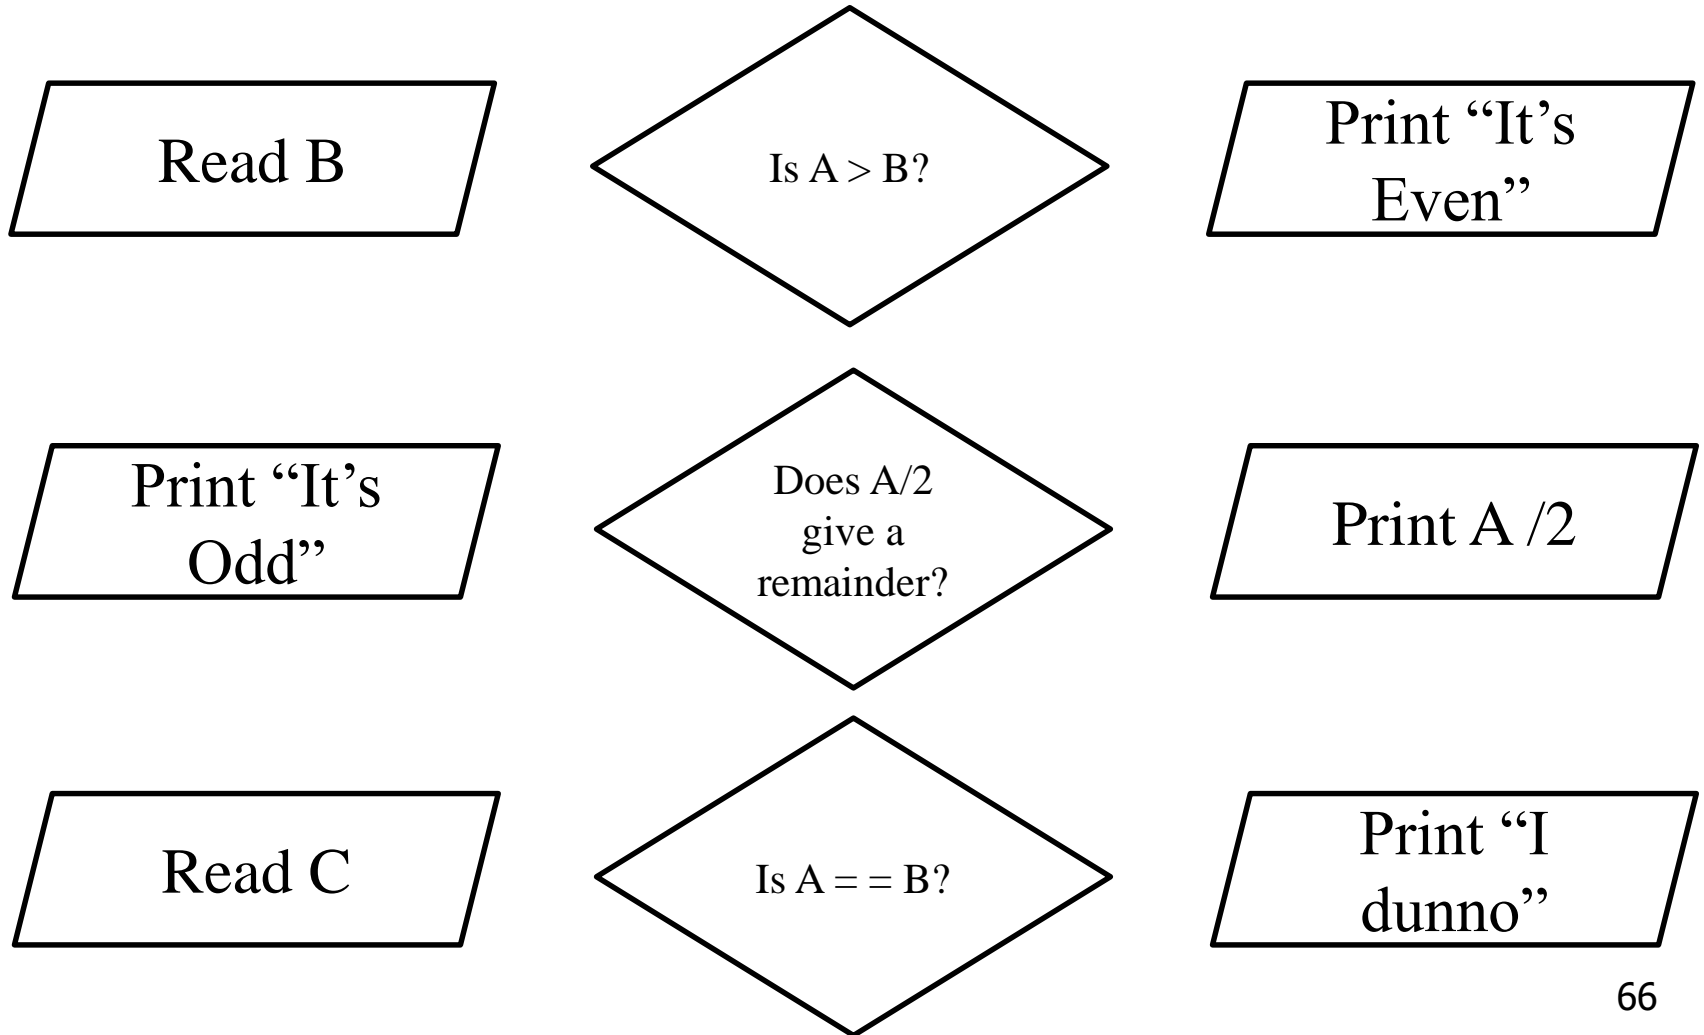 Read B
Is A > B?
Print “It’s
Even”
Print “It’s
Odd”
Does A/2
give a
remainder?
Print A /2
Read C
Is A = = B?
Print “I
dunno”
66